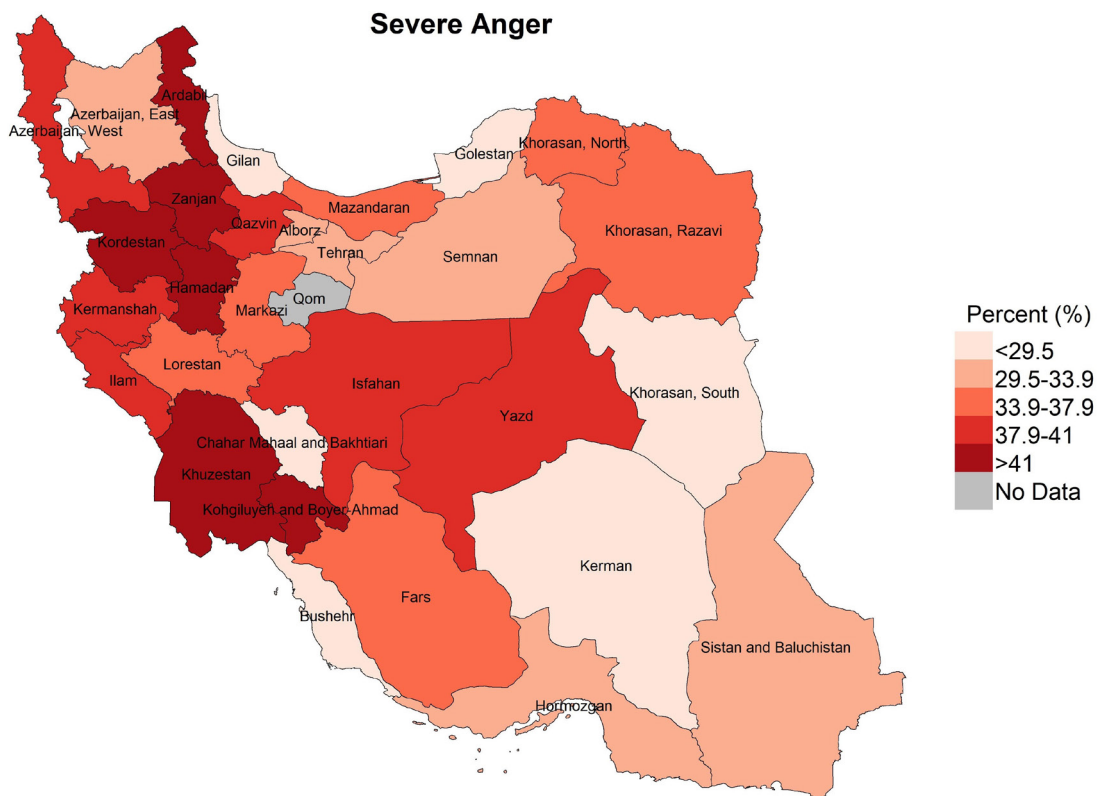 Severe Anger
Ardabil
Azerbaijan, East
Azerbaijan, West
Gilan
Golestan
Khorasan, North
Zanjan
Mazandaran
Qazvin
Alborz
Khorasan, Razavi
Kordestan
Tehran
Semnan
Hamadan
Qom
Kermanshah
Markazi
Lorestan
Ilam
Isfahan
Khorasan, South
Yazd
Chahar Mahaal and Bakhtiari
Khuzestan
Kohgiluyeh and Boyer-Ahmad
Kerman
Fars
Bushehr
Sistan and Baluchistan
Hormozgan
Percent (%)
<29.5
29.5-33.9
33.9-37.9
37.9-41
>41
No Data